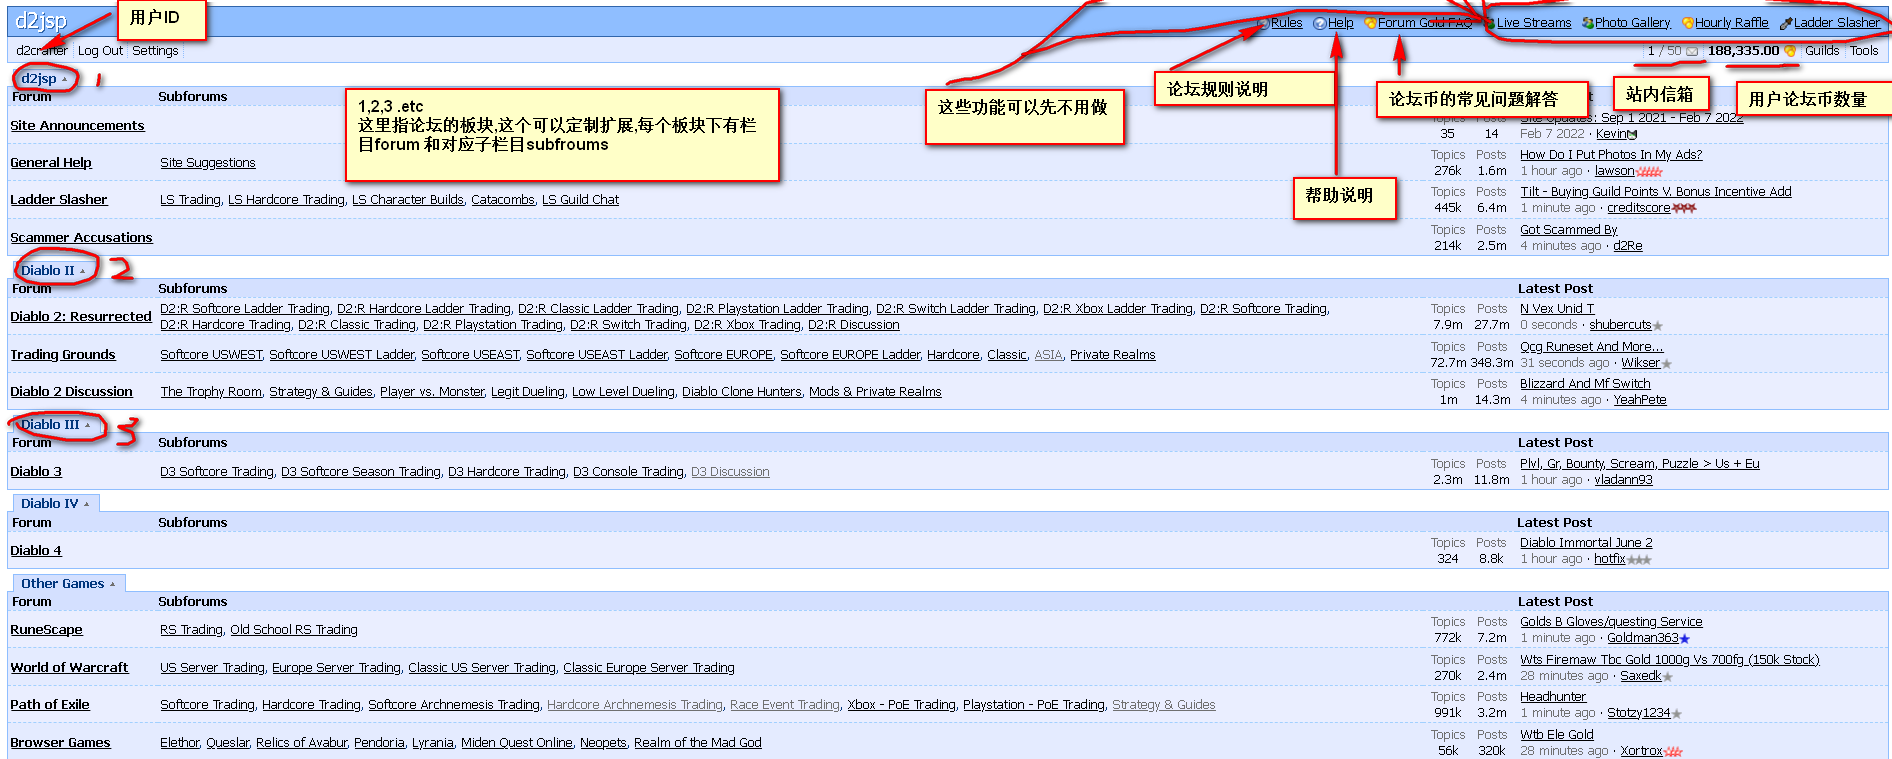 d2jsp
用户ID
Rules Help Forum Gold FAQ Live Streams Photo Gallery Hourly Raffle Ladder Slasher
d2crafter Log Out Settings
1 / 50 188,335.00 Guilds Tools
d2jsp 1
论坛规则说明
论坛币的常见问题解答
站内信箱
用户论坛币数量
这些功能可以先不用做
帮助说明
1,2,3 .etc
这里指论坛的板块,这个可以定制扩展,每个板块下有栏
目forum 和对应子栏目subfroums
Forum Subforums
Site Announcements
Topics Posts Site Updates: Sep 1 2021 - Feb 7 2022
35 14 Feb 7 2022 · Kevin
General Help Site Suggestions
Topics Posts How Do I Put Photos In My Ads?
276k 1.6m 1 hour ago · lawson
Ladder Slasher LS Trading, LS Hardcore Trading, LS Character Builds, Catacombs, LS Guild Chat
Topics Posts Tilt - Buying Guild Points V. Bonus Incentive Add
445k 6.4m 1 minute ago · creditscore
Scammer Accusations
Topics Posts Got Scammed By
214k 2.5m 4 minutes ago · d2Re
Diablo II 2
Forum Subforums Latest Post
Diablo 2: Resurrected D2:R Softcore Ladder Trading, D2:R Hardcore Ladder Trading, D2:R Classic Ladder Trading, D2:R Playstation Ladder Trading, D2:R Switch Ladder Trading, D2:R Xbox Ladder Trading, D2:R Softcore Trading,
D2:R Hardcore Trading, D2:R Classic Trading, D2:R Playstation Trading, D2:R Switch Trading, D2:R Xbox Trading, D2:R Discussion
Topics Posts N Vex Unid T
7.9m 27.7m 0 seconds · shubercuts
Trading Grounds Softcore USWEST, Softcore USWEST Ladder, Softcore USEAST, Softcore USEAST Ladder, Softcore EUROPE, Softcore EUROPE Ladder, Hardcore, Classic, ASIA, Private Realms
Topics Posts Qcg Runeset And More...
72.7m 348.3m 31 seconds ago · Wikser
Diablo 2 Discussion The Trophy Room, Strategy & Guides, Player vs. Monster, Legit Dueling, Low Level Dueling, Diablo Clone Hunters, Mods & Private Realms
Topics Posts Blizzard And Mf Switch
1m 14.3m 4 minutes ago · YeahPete
Diablo III 3
Forum Subforums Latest Post
Diablo 3 D3 Softcore Trading, D3 Softcore Season Trading, D3 Hardcore Trading, D3 Console Trading, D3 Discussion
Topics Posts Plvl, Gr, Bounty, Scream, Puzzle > Us + Eu
2.3m 11.8m 1 hour ago · vladann93
Diablo IV
Forum Subforums Latest Post
Diablo 4
Topics Posts Diablo Immortal June 2
324 8.8k 1 hour ago · hotfix
Other Games
Forum Subforums Latest Post
RuneScape RS Trading, Old School RS Trading
Topics Posts Golds B Gloves/questing Service
772k 7.2m 1 minute ago · Goldman363
World of Warcraft US Server Trading, Europe Server Trading, Classic US Server Trading, Classic Europe Server Trading
Topics Posts Wts Firemaw Tbc Gold 1000g Vs 700fg (150k Stock)
270k 2.4m 28 minutes ago · Saxedk
Path of Exile Softcore Trading, Hardcore Trading, Softcore Archnemesis Trading, Hardcore Archnemesis Trading, Race Event Trading, Xbox - PoE Trading, Playstation - PoE Trading, Strategy & Guides
Topics Posts Headhunter
991k 3.2m 1 minute ago · Stotzy1234
Browser Games Elethor, Queslar, Relics of Avabur, Pendoria, Lyrania, Miden Quest Online, Neopets, Realm of the Mad God
Topics Posts Wtb Ele Gold
56k 320k 28 minutes ago · Xortrox